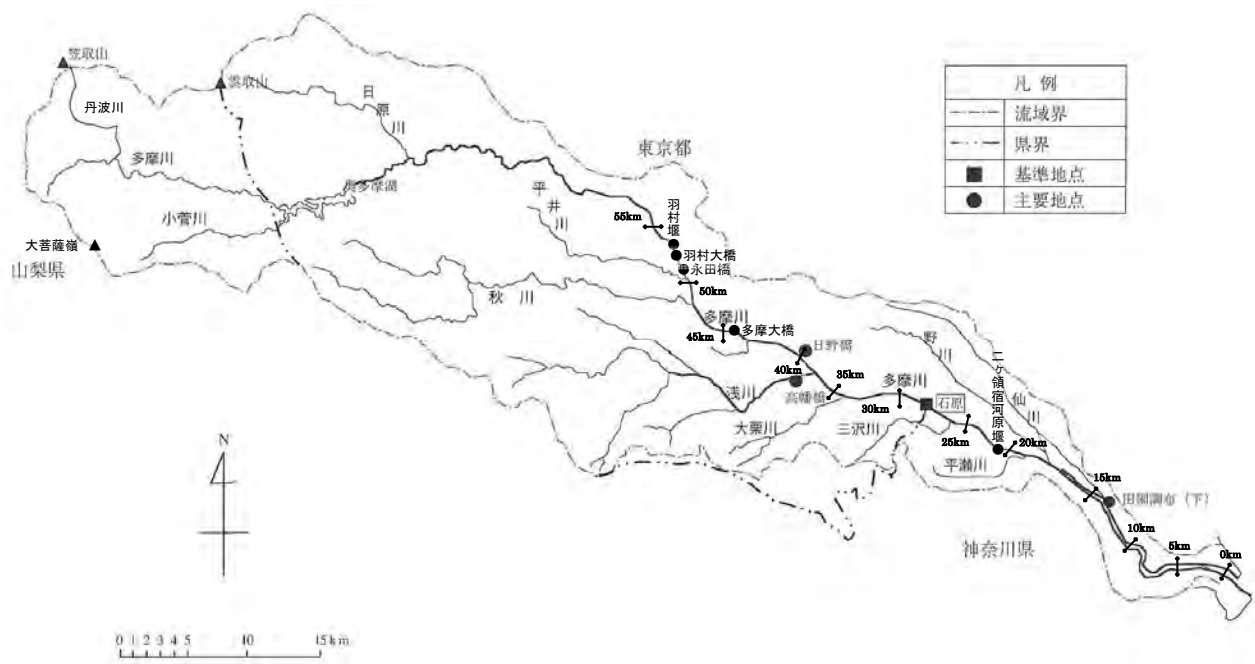 笠取山
雲取山
丹波川
日原川
多摩川
奥多摩湖
小菅川
大菩薩嶺
山梨県
東京都
凡例
流域界
県界
基準地点
主要地点
平井川
羽村堰
55km
羽村大橋
永田橋
50km
秋川
多摩川
45km
多摩大橋
日野橋
40km
35km
浅川
高幡橋
大栗川
多摩川
30km
石原
三沢川
25km
野川
仙川
二ケ領宿河原堰
20km
平瀬川
15km
田園調布(下)
10km
5km
0km
神奈川県
N
0 1 2 3 4 5 10 15km